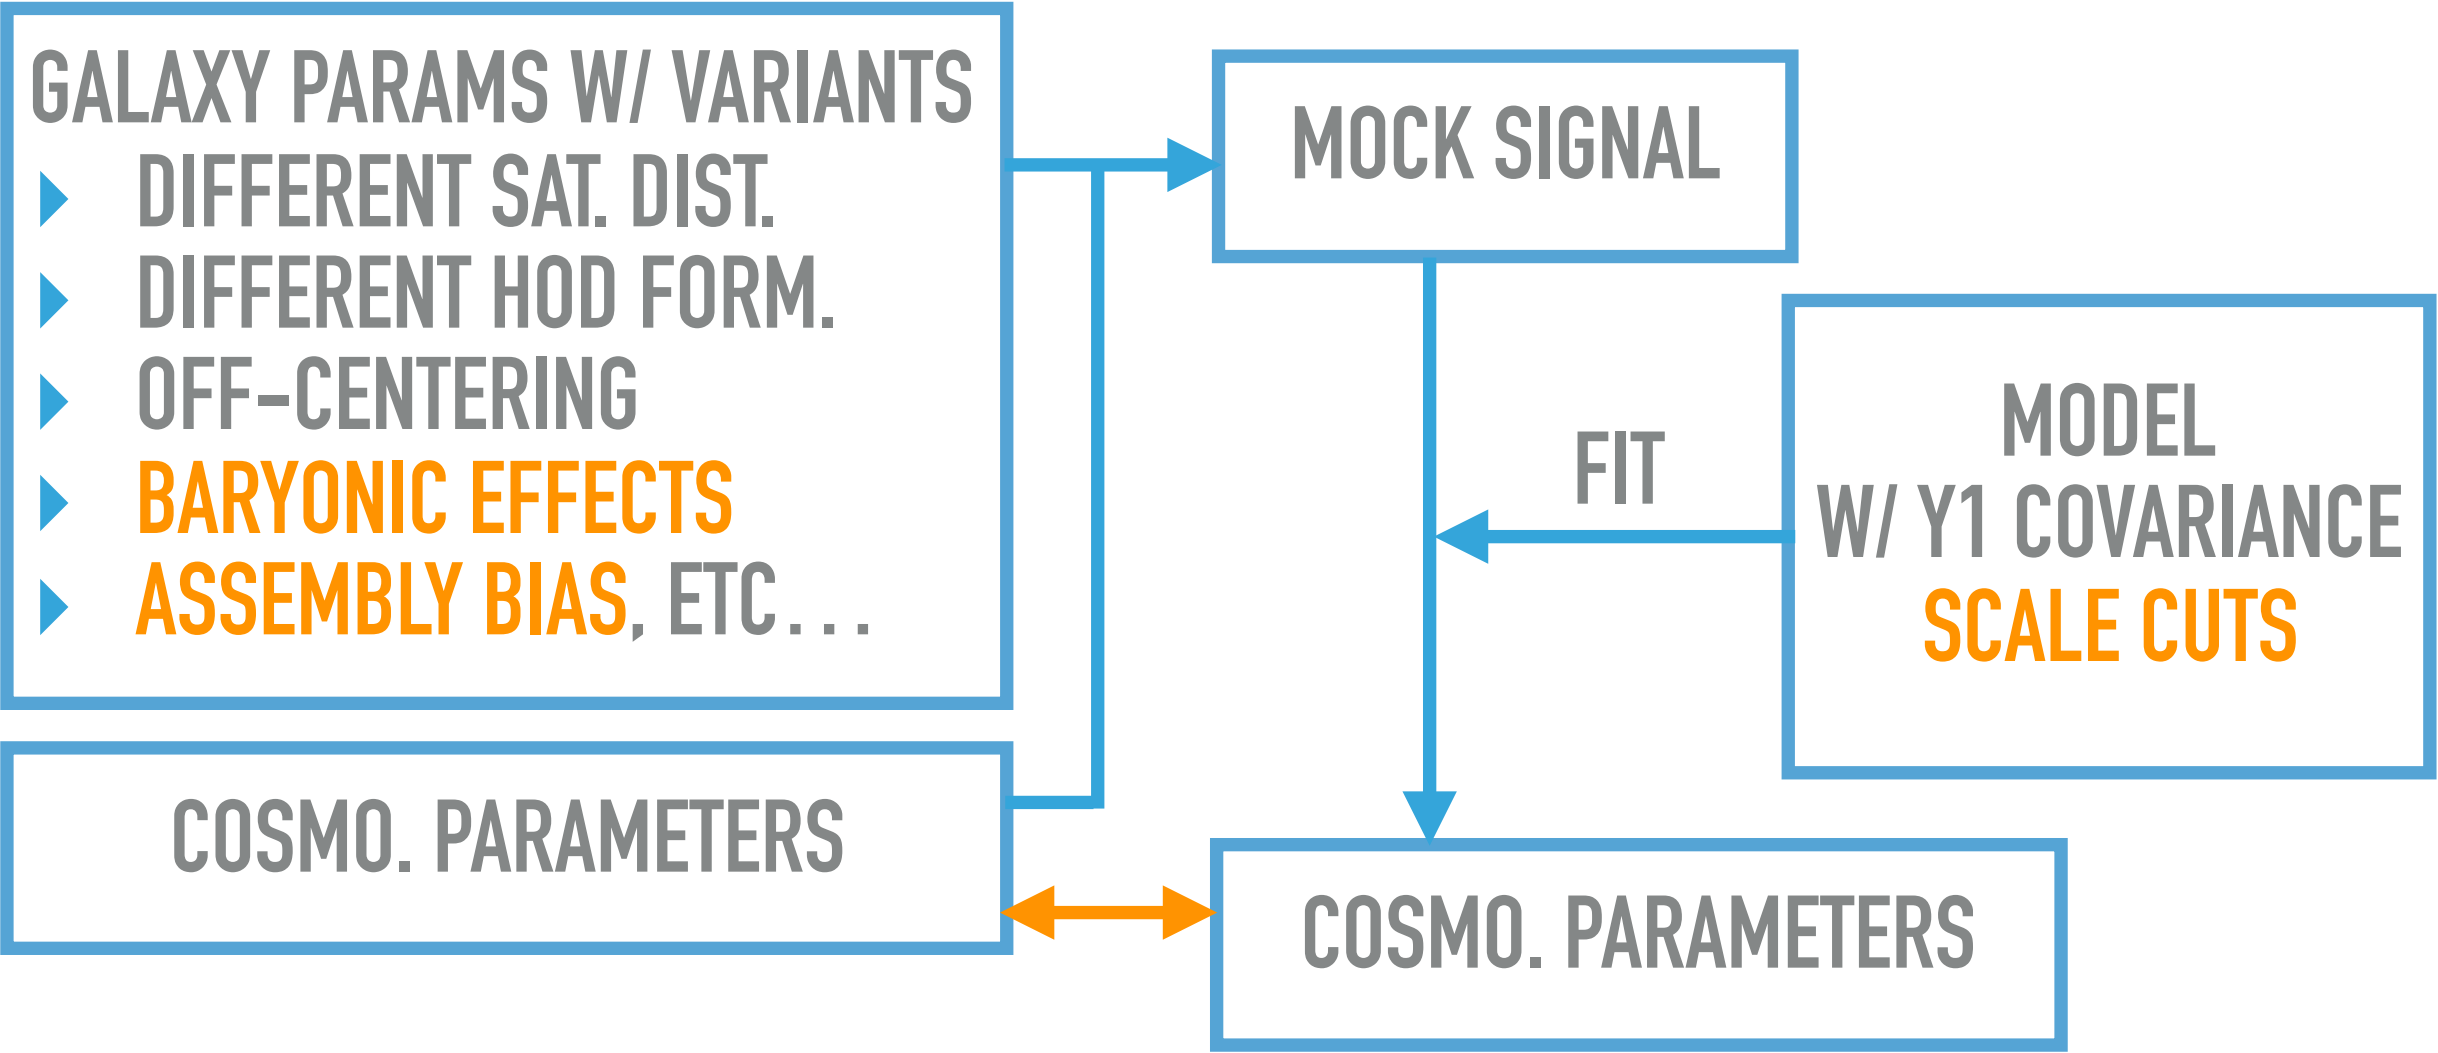 GALAXY PARAMS W/ VARIANTS
DIFFERENT SAT. DIST.
DIFFERENT HOD FORM.
OFF-CENTERING
BARYONIC EFFECTS
ASSEMBLY BIAS, ETC...
MOCK SIGNAL
FIT
MODEL
W/ Y1 COVARIANCE
SCALE CUTS
COSMO. PARAMETERS
COSMO. PARAMETERS